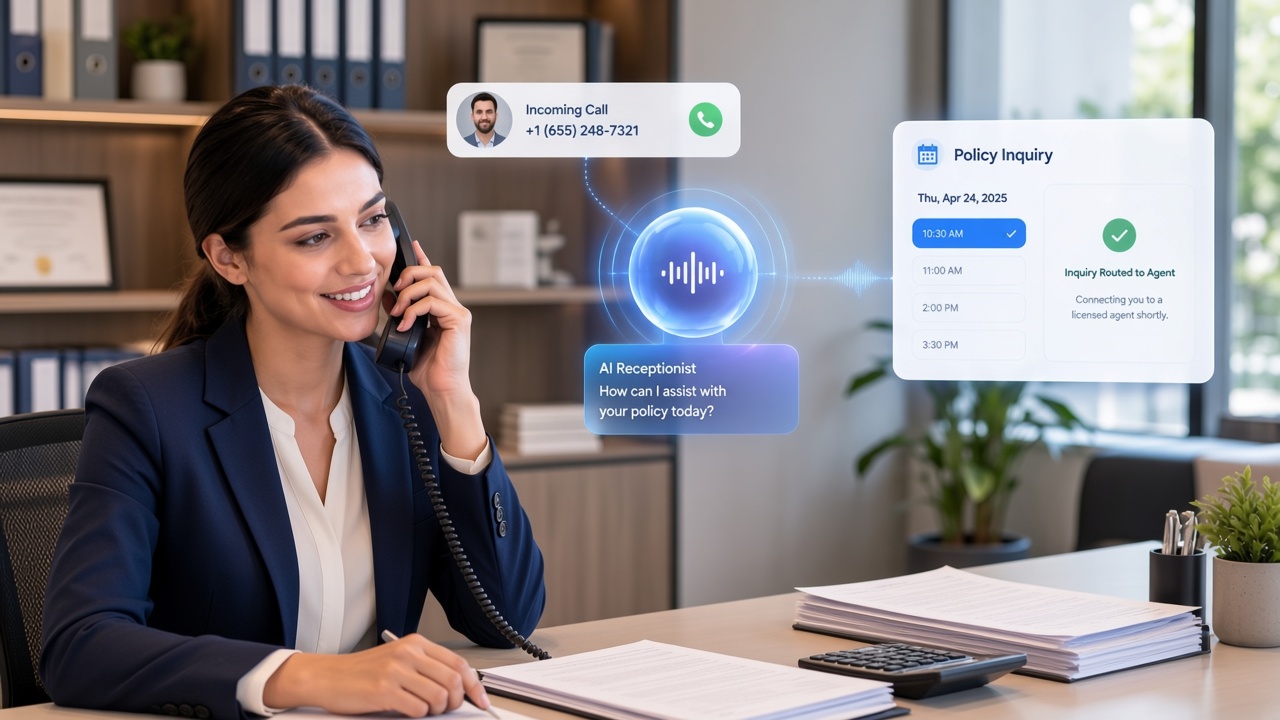 Incoming Call
+1 (655) 248-7321
AI Receptionist
How can I assist with
your policy today?
Policy Inquiry
Thu, Apr 24, 2025
10:30 AM
11:00 AM
2:00 PM
3:30 PM
Inquiry Routed to Agent
Connecting you to a
licensed agent shortly.